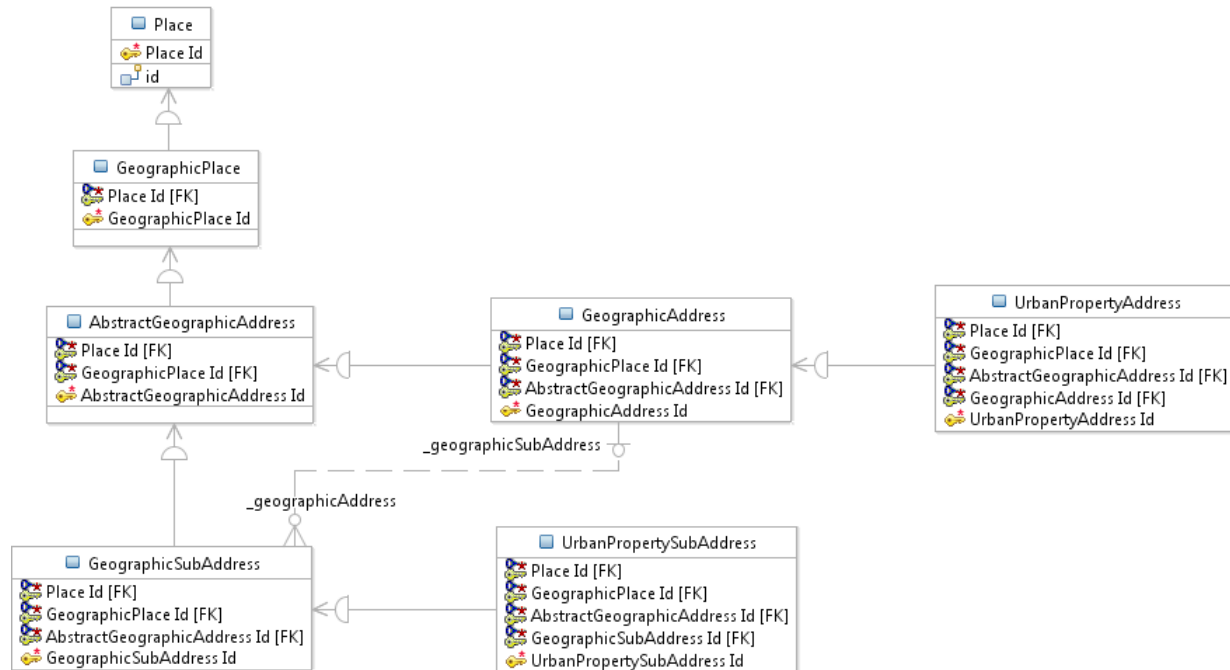 Place
Place Id
id
GeographicPlace
Place Id [FK]
GeographicPlace Id
AbstractGeographicAddress
Place Id [FK]
GeographicPlace Id [FK]
AbstractGeographicAddress Id
GeographicAddress
Place Id [FK]
GeographicPlace Id [FK]
AbstractGeographicAddress Id [FK]
GeographicAddress Id
UrbanPropertyAddress
Place Id [FK]
GeographicPlace Id [FK]
AbstractGeographicAddress Id [FK]
GeographicAddress Id [FK]
UrbanPropertyAddress Id
_geographicSubAddress
_geographicAddress
GeographicSubAddress
Place Id [FK]
GeographicPlace Id [FK]
AbstractGeographicAddress Id [FK]
GeographicSubAddress Id
UrbanPropertySubAddress
Place Id [FK]
GeographicPlace Id [FK]
AbstractGeographicAddress Id [FK]
GeographicSubAddress Id [FK]
UrbanPropertySubAddress Id